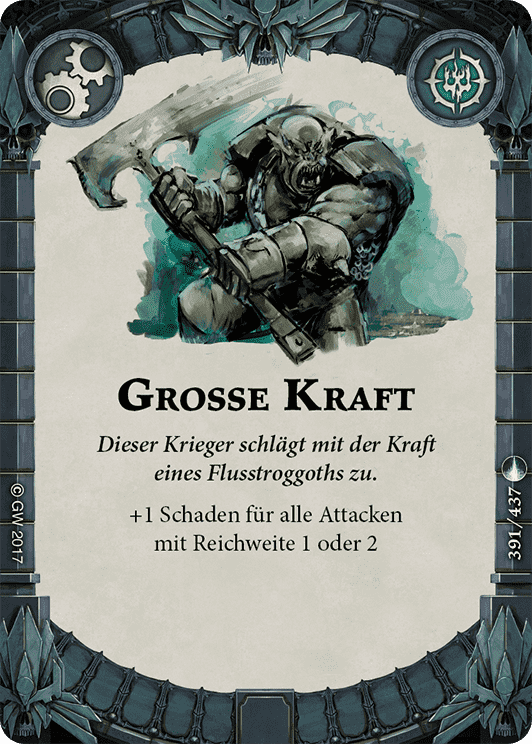 Grosse Kraft
Dieser Krieger schlägt mit der Kraft
eines Flusstroggoths zu.
+1 Schaden für alle Attacken
mit Reichweite 1 oder 2
© GW 2017
391/437